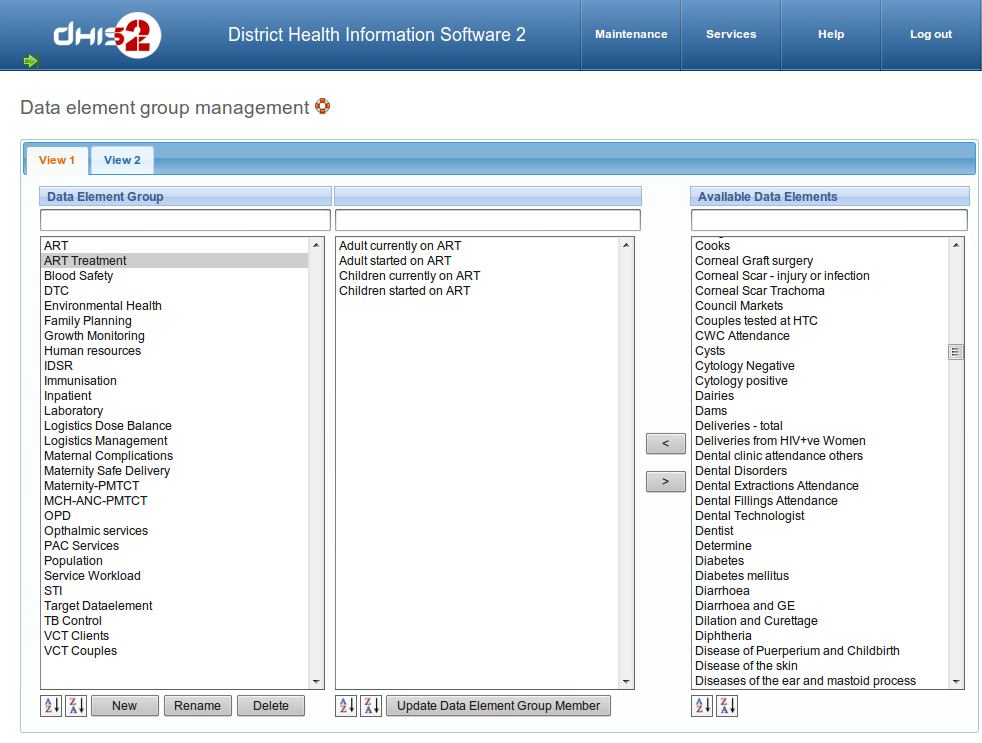 dhis2
District Health Information Software 2
Maintenance
Services
Help
Log out
Data element group management
View 1
View 2
Data Element Group
ART
ART Treatment
Blood Safety
DTC
Environmental Health
Family Planning
Growth Monitoring
Human resources
IDSR
Immunisation
Inpatient
Laboratory
Logistics Dose Balance
Logistics Management
Maternal Complications
Maternity Safe Delivery
Maternity-PMTCT
MCH-ANC-PMTCT
OPD
Opthalmic services
PAC Services
Population
Service Workload
STI
Target Dataelement
TB Control
VCT Clients
VCT Couples
A Z
Z A
New
Rename
Delete
Adult currently on ART
Adult started on ART
Children currently on ART
Children started on ART
A Z
Z A
Update Data Element Group Member
<
>
Available Data Elements
Cooks
Corneal Graft surgery
Corneal Scar - injury or infection
Corneal Scar Trachoma
Council Markets
Couples tested at HTC
CWC Attendance
Cysts
Cytology Negative
Cytology positive
Dairies
Dams
Deliveries - total
Deliveries from HIV+ve Women
Dental clinic attendance others
Dental Disorders
Dental Extractions Attendance
Dental Fillings Attendance
Dental Technologist
Dentist
Determine
Diabetes
Diabetes mellitus
Diarrhoea
Diarrhoea and GE
Dilation and Curettage
Diphtheria
Disease of Puerperium and Childbirth
Disease of the skin
Diseases of the ear and mastoid process
A Z
Z A